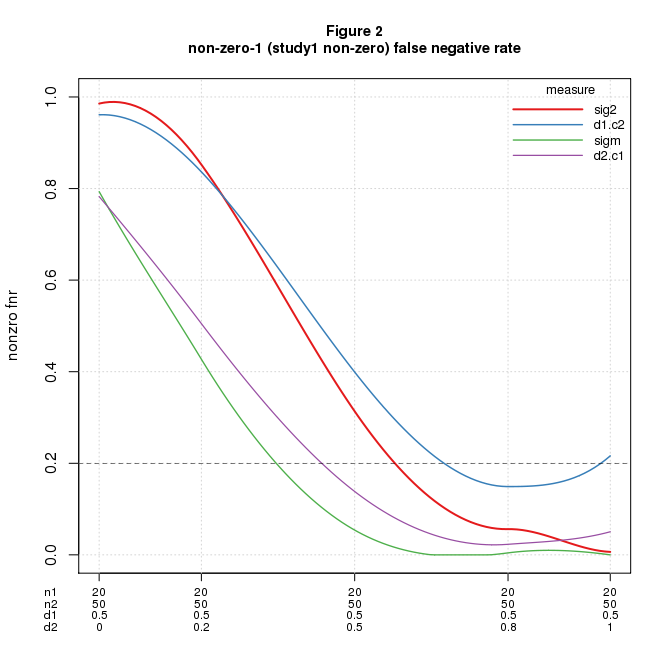 Figure 2
non-zero-1 (study1 non-zero) false negative rate
measure
sig2
d1.c2
sigm
d2.c1
nonzro fnr
1.0
0.8
0.6
0.4
0.2
0.0
n1 20 20 20 20 20
n2 50 50 50 50 50
d1 0.5 0.5 0.5 0.5 0.5
d2 0 0.2 0.5 0.8 1